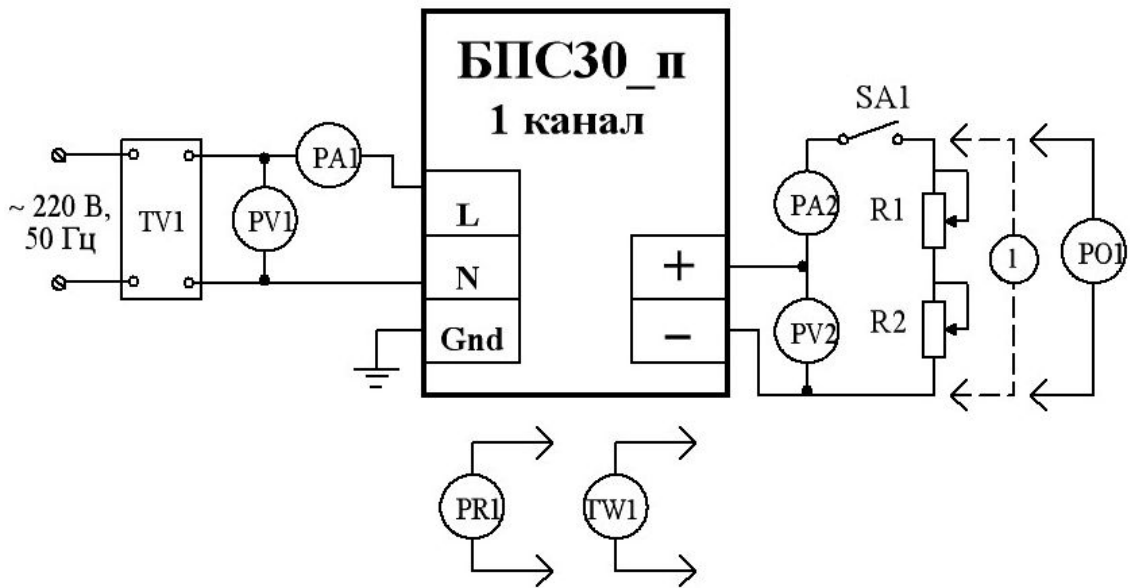 БПС30_п
1 канал
SA1
PA1
~ 220 В,
50 Гц
TV1
PV1
L
N
Gnd
+
−
PA2
PV2
R1
R2
1
PO1
PR1
TW1